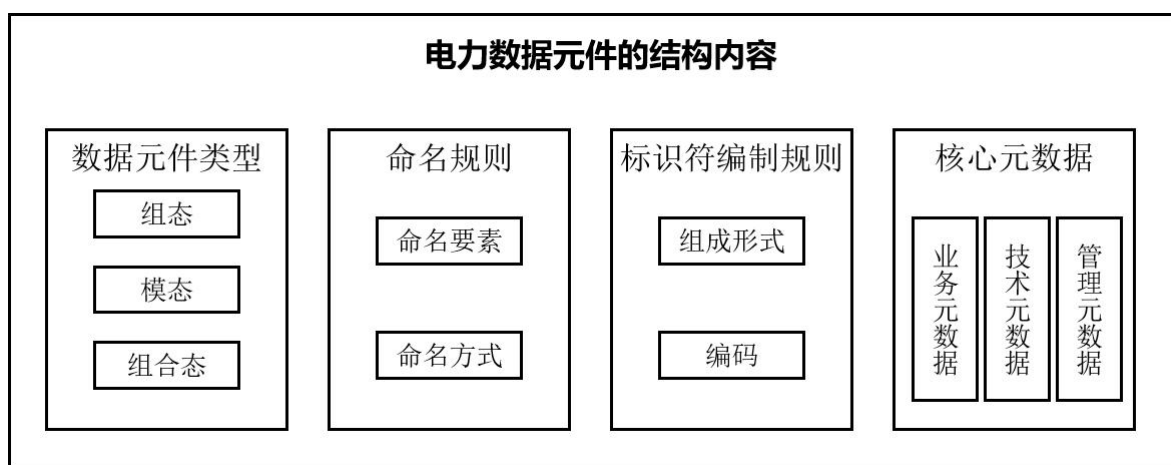 电力数据元件的结构内容
数据元件类型
组态
模态
组合态
命名规则
命名要素
命名方式
标识符编制规则
组成形式
编码
核心元数据
业务元数据
技术元数据
管理元数据